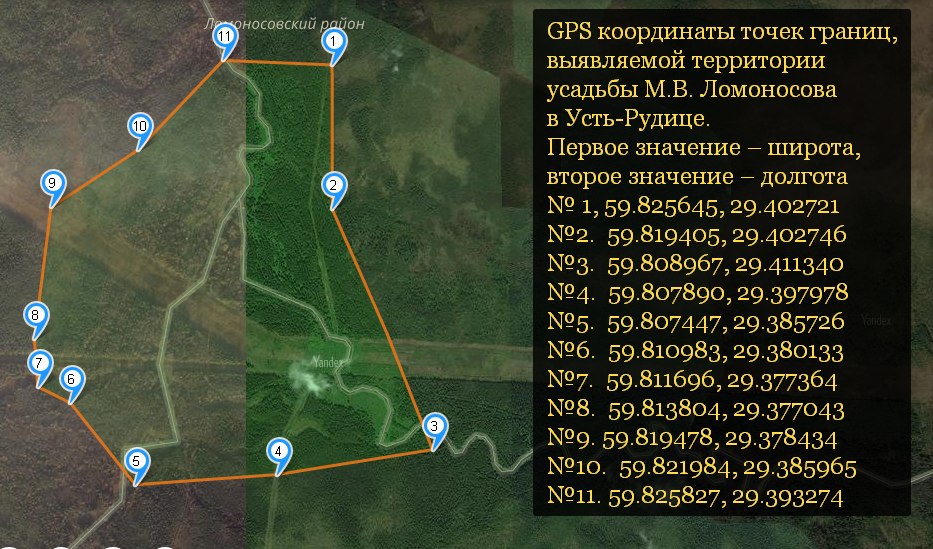 Ломоносовский район
11
1
10
2
9
8
7
6
3
4
5
Yandex
Yandex
GPS координаты точек границ,
выявляемой территории
усадьбы М.В. Ломоносова
в Усть-Рудице.
Первое значение – широта,
второе значение – долгота
№ 1, 59.825645, 29.402721
№2. 59.819405, 29.402746
№3. 59.808967, 29.411340
№4. 59.807890, 29.397978
№5. 59.807447, 29.385726
№6. 59.810983, 29.380133
№7. 59.811696, 29.377364
№8. 59.813804, 29.377043
№9. 59.819478, 29.378434
№10. 59.821984, 29.385965
№11. 59.825827, 29.393274